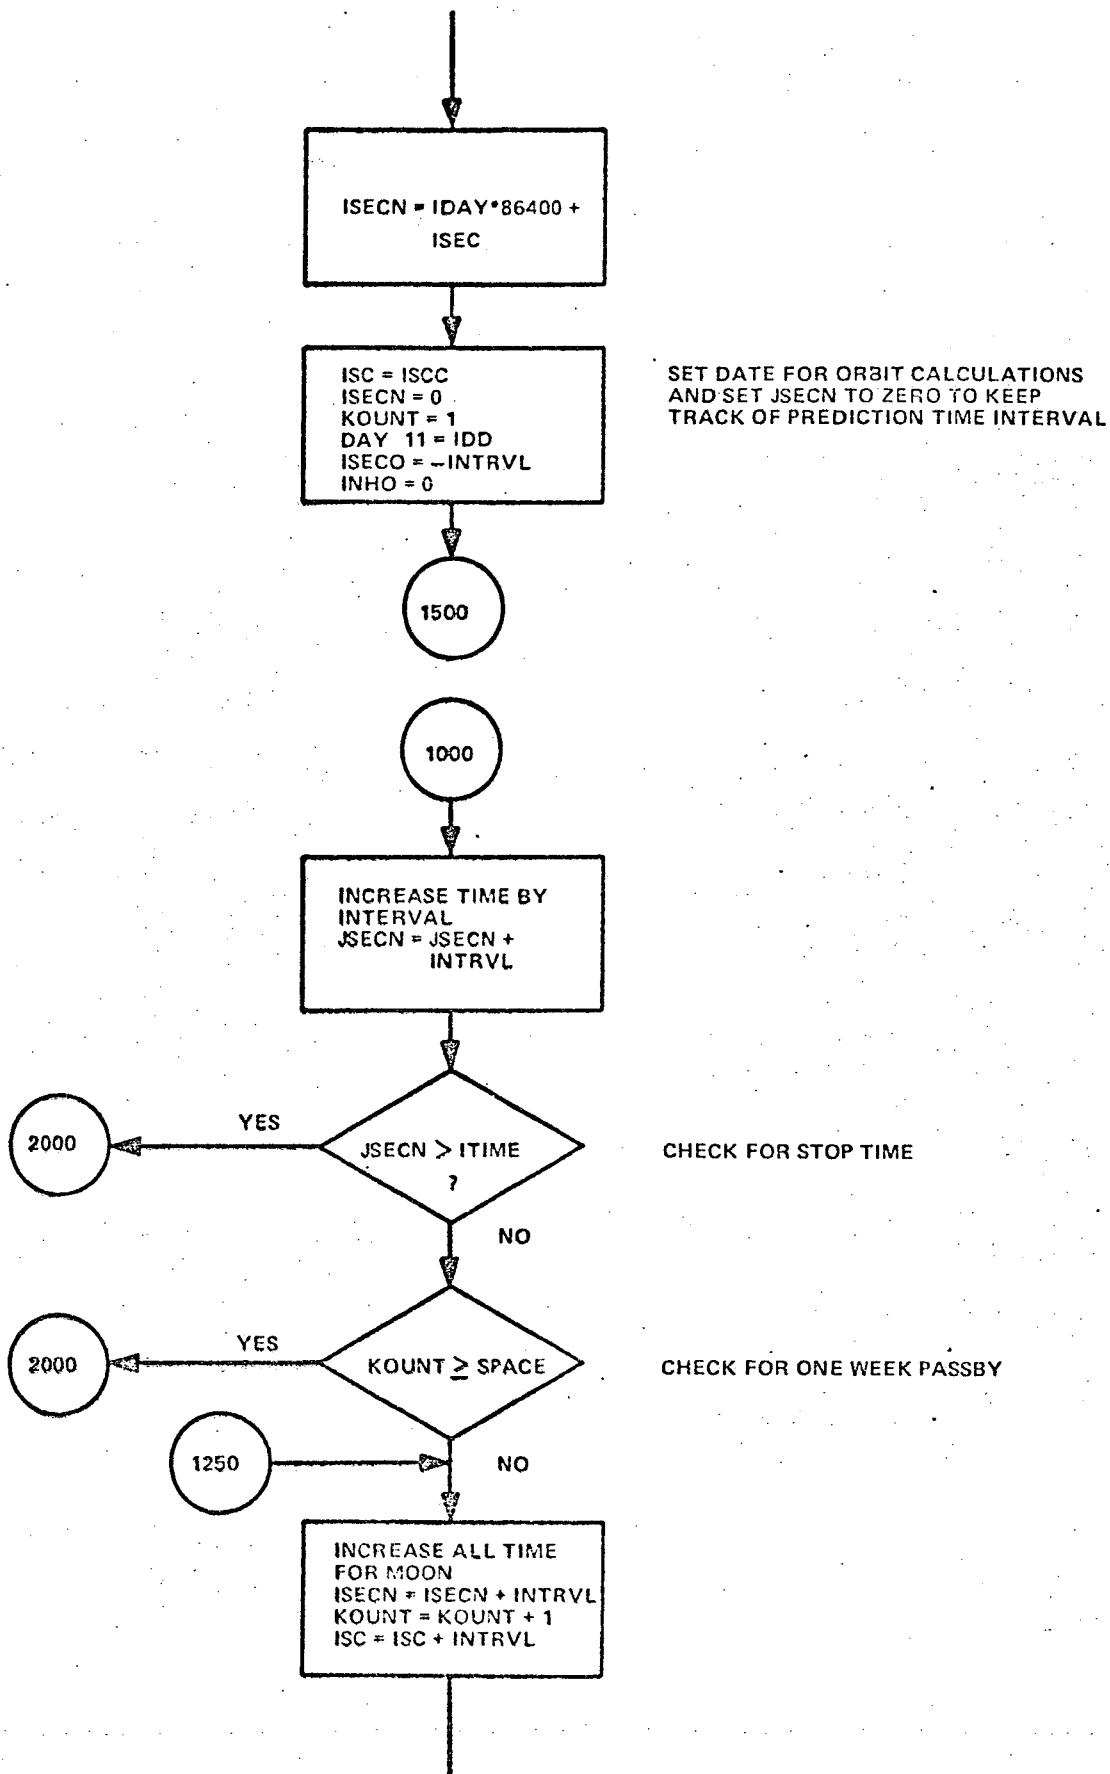 ISECN = IDAY*86400 +
ISEC
ISC = ISCC
ISECN = 0
KOUNT = 1
DAY 11 = IDD
ISECO = -INTRVL
INHO = 0
SET DATE FOR ORBIT CALCULATIONS
AND SET JSECN TO ZERO TO KEEP
TRACK OF PREDICTION TIME INTERVAL
1500
1000
INCREASE TIME BY
INTERVAL
JSECN = JSECN +
INTRVL
2000
YES
JSECN > ITIME
?
CHECK FOR STOP TIME
NO
2000
YES
KOUNT ≥ SPACE
CHECK FOR ONE WEEK PASSBY
1250
NO
INCREASE ALL TIME
FOR MOON
ISECN = ISECN + INTRVL
KOUNT = KOUNT + 1
ISC = ISC + INTRVL